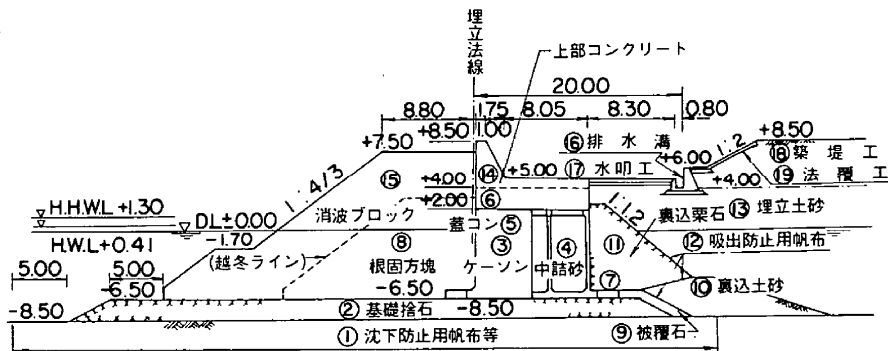 埋立法線
上部コンクリート
20.00
8.80 1.75 8.05 8.30 0.80
+8.50 1.00
+7.50
⑯排水溝
1:2
+8.50
⑱築堤工
+6.00
⑰水叩工
+5.00
⑲法覆工
1:4/3
⑮
⑭
+4.00
+4.00
+2.00
⑥
1:1.2
裏込栗石
⑬埋立土砂
H.H.W.L +1.30
DL±0.00
消波ブロック
蓋コン⑤
H.W.L+0.41
-1.70
⑧
③
④
⑪
⑫吸出防止用帆布
(越冬ライン)
根固方塊
ケーソン
中詰砂
5.00
5.00
-6.50
-6.50
⑦
⑩裏込土砂
-8.50
②基礎捨石
-8.50
①沈下防止用帆布等
⑨被覆石